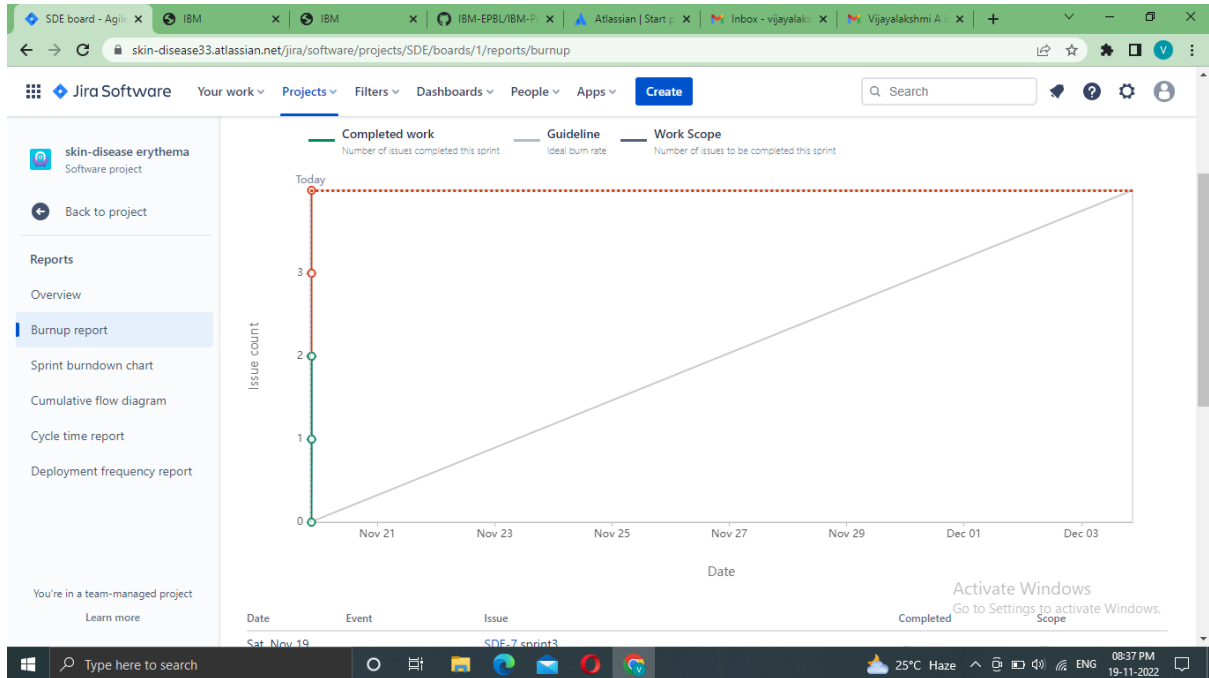 SDE board - Agil
IBM
IBM
IBM-EPBL/IBM-P
Atlassian | Start p
Inbox - vijayalaks
Vijayalakshmi A
skin-disease33.atlassian.net/jira/software/projects/SDE/boards/1/reports/burnup
V
Jira Software
Your work
Projects
Filters
Dashboards
People
Apps
Create
Search
skin-disease erythema
Software project
Back to project
Reports
Overview
Burnup report
Sprint burndown chart
Cumulative flow diagram
Cycle time report
Deployment frequency report
You're in a team-managed project
Learn more
Completed work
Number of issues completed this sprint
Guideline
Ideal burn rate
Work Scope
Number of issues to be completed this sprint
Today
3
2
1
0
Issue count
Nov 21
Nov 23
Nov 25
Nov 27
Nov 29
Dec 01
Dec 03
Date
Activate Windows
Go to Settings to activate Windows.
Date
Event
Issue
Completed
Scope
Sat, Nov 19
SDE-7 sprint3
Type here to search
25°C Haze
ENG
08:37 PM
19-11-2022